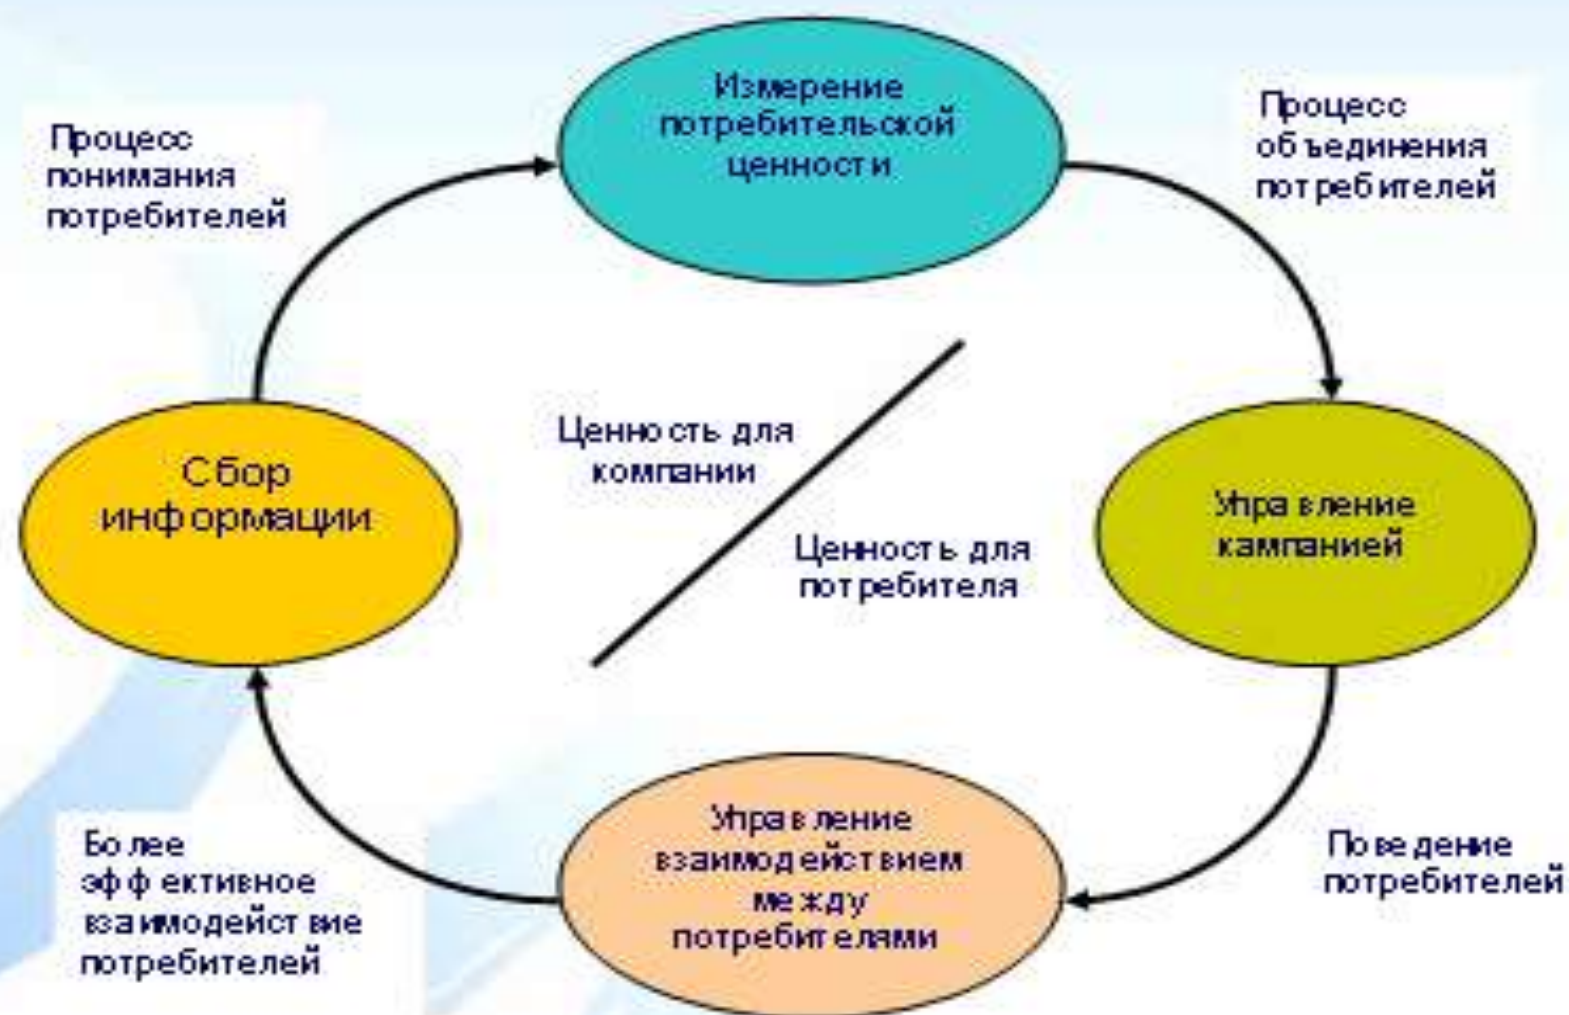 Измерение
потребительской
ценности
Процесс
понимания
потребителей
Процесс
объединения
потребителей
Ценность для
компании
Сбор
информации
Управление
кампанией
Ценность для
потребителя
Управление
взаимодействием
между
потребителями
Более
эффективное
взаимодействие
потребителей
Поведение
потребителей